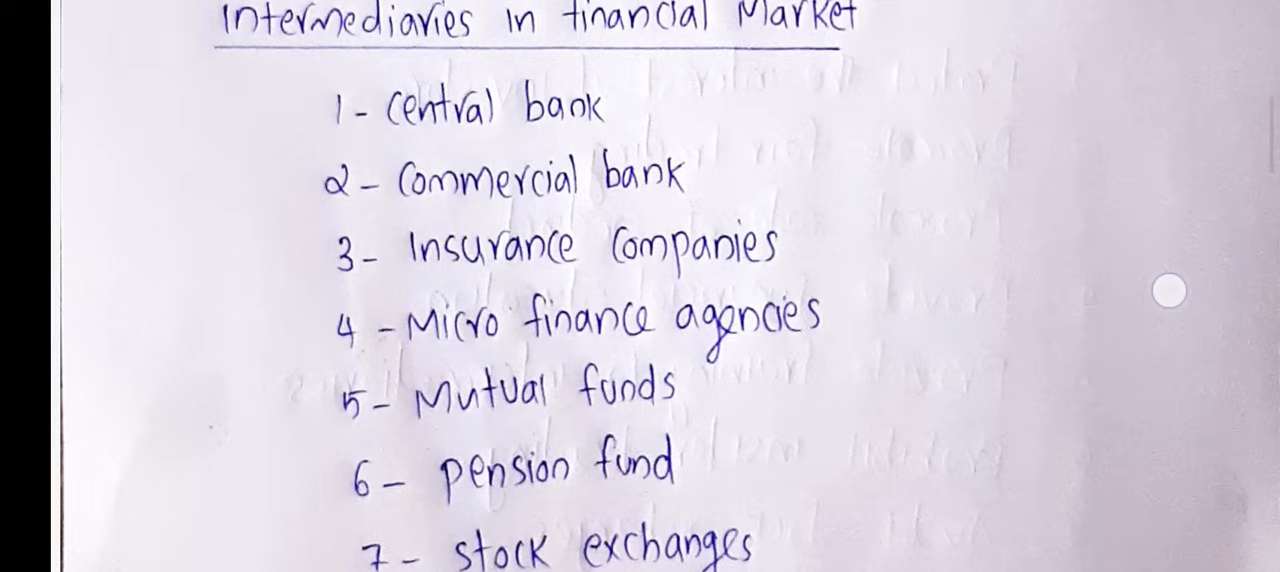 Intermediaries in financial Market
1- Central bank
2- Commercial bank
3- Insurance Companies
4- Micro finance agencies
5- Mutual funds
6- pension fund
7- stock exchanges